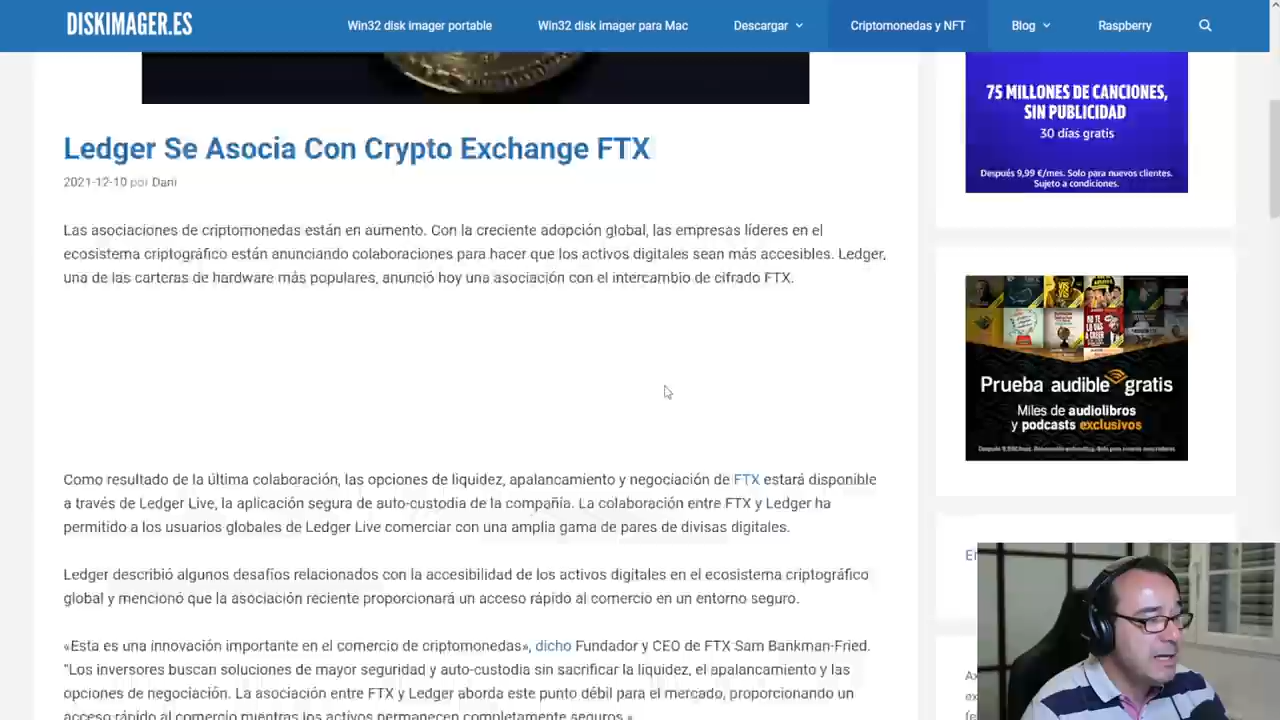 DISKIMAGER.ES
Win32 disk imager portable
Win32 disk imager para Mac
Descargar
Criptomonedas y NFT
Blog
Raspberry
75 MILLONES DE CANCIONES,
SIN PUBLICIDAD
30 días gratis
Después 9,99 €/mes. Solo para nuevos clientes.
Sujeto a condiciones.
Ledger Se Asocia Con Crypto Exchange FTX
2021-12-10 por Dani
Las asociaciones de criptomonedas están en aumento. Con la creciente adopción global, las empresas líderes en el
ecosistema criptográfico están anunciando colaboraciones para hacer que los activos digitales sean más accesibles. Ledger,
una de las carteras de hardware más populares, anunció hoy una asociación con el intercambio de cifrado FTX.
Prueba audible gratis
Miles de audiolibros
y podcasts exclusivos
Como resultado de la última colaboración, las opciones de liquidez, apalancamiento y negociación de FTX estará disponible
a través de Ledger Live, la aplicación segura de auto-custodia de la compañía. La colaboración entre FTX y Ledger ha
permitido a los usuarios globales de Ledger Live comerciar con una amplia gama de pares de divisas digitales.
Ledger describió algunos desafíos relacionados con la accesibilidad de los activos digitales en el ecosistema criptográfico
global y mencionó que la asociación reciente proporcionará un acceso rápido al comercio en un entorno seguro.
«Esta es una innovación importante en el comercio de criptomonedas», dicho Fundador y CEO de FTX Sam Bankman-Fried.
"Los inversores buscan soluciones de mayor seguridad y auto-custodia sin sacrificar la liquidez, el apalancamiento y las
opciones de negociación. La asociación entre FTX y Ledger aborda este punto débil para el mercado, proporcionando un
acceso rápido al comercio mientras los activos permanecen completamente seguros.»